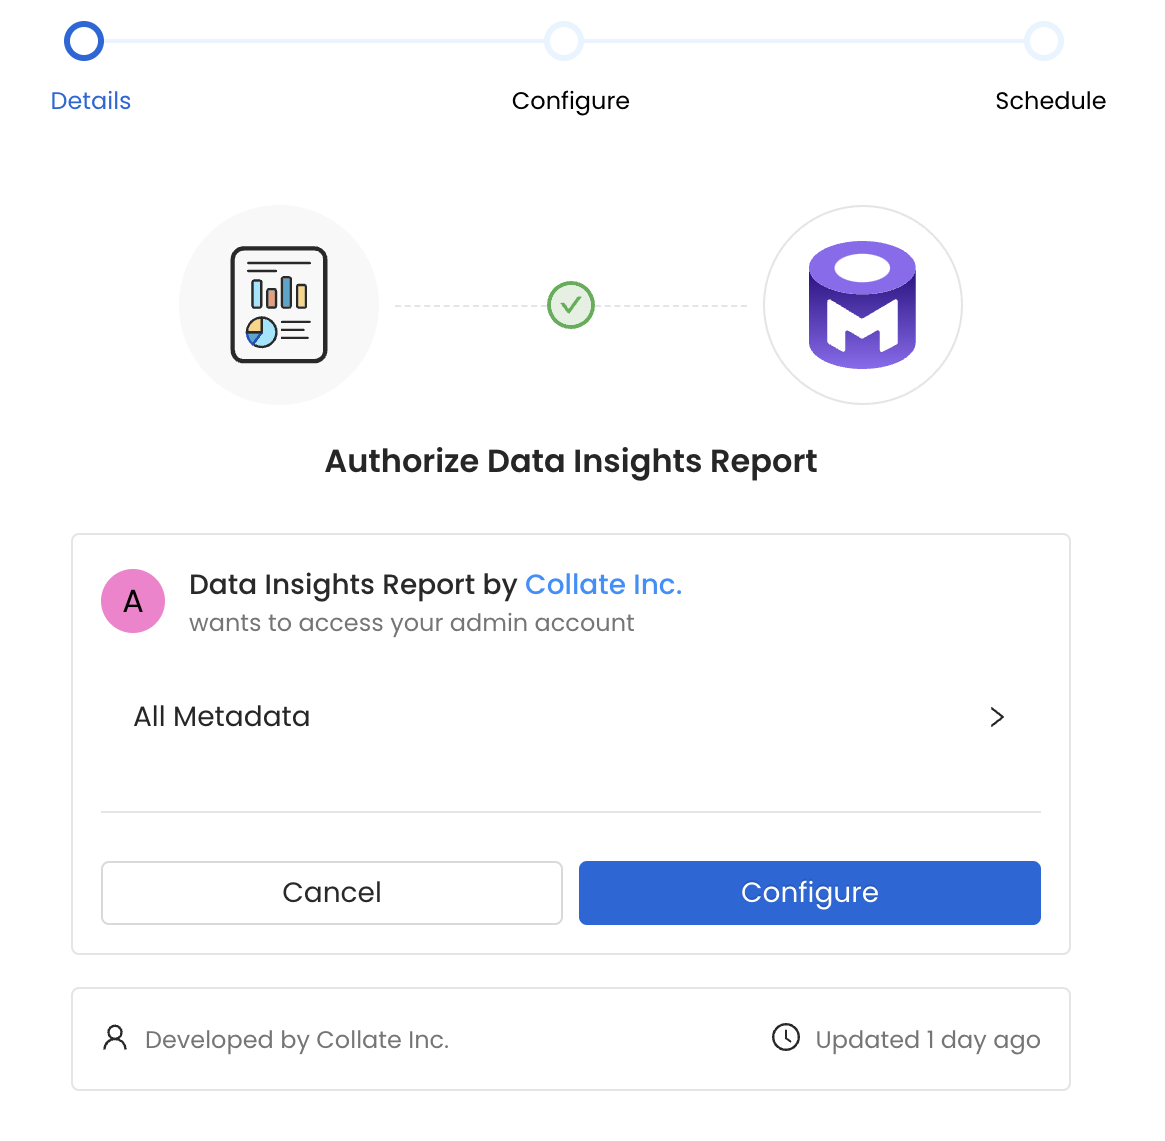 Details
Configure
Schedule
Authorize Data Insights Report
A
Data Insights Report by Collate Inc.
wants to access your admin account
All Metadata
Cancel
Configure
Developed by Collate Inc.
Updated 1 day ago